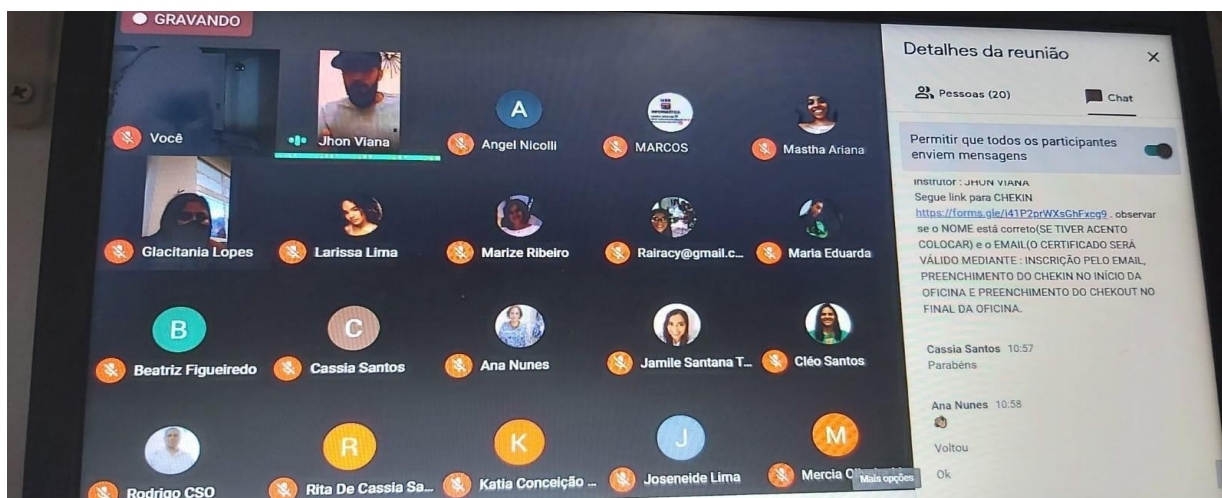 GRAVANDO
Você
Jhon Viana
A
Angel Nicolli
MARCOS
Mastha Ariana
Glacitania Lopes
Larissa Lima
Marize Ribeiro
Rairacy@gmail.c...
Maria Eduarda
B
Beatriz Figueiredo
C
Cassia Santos
Ana Nunes
Jamile Santana T...
Cléo Santos
Rodrigo CSO
R
Rita De Cassia Sa...
K
Katia Conceição ...
J
Joseneide Lima
M
Mercia
Mais opções
Detalhes da reunião
Pessoas (20)
Chat
Permitir que todos os participantes
enviem mensagens
Instrutor : JHON VIANA
Segue link para CHEKIN
https://forms.gle/i41P2prWXsGhFxcg9 . observar
se o NOME está correto(SE TIVER ACENTO
COLOCAR) e o EMAIL(O CERTIFICADO SERÁ
VÁLIDO MEDIANTE : INSCRIÇÃO PELO EMAIL,
PREENCHIMENTO DO CHEKIN NO INÍCIO DA
OFICINA E PREENCHIMENTO DO CHEKOUT NO
FINAL DA OFICINA.
Cassia Santos 10:57
Parabéns
Ana Nunes 10:58
Voltou
Ok